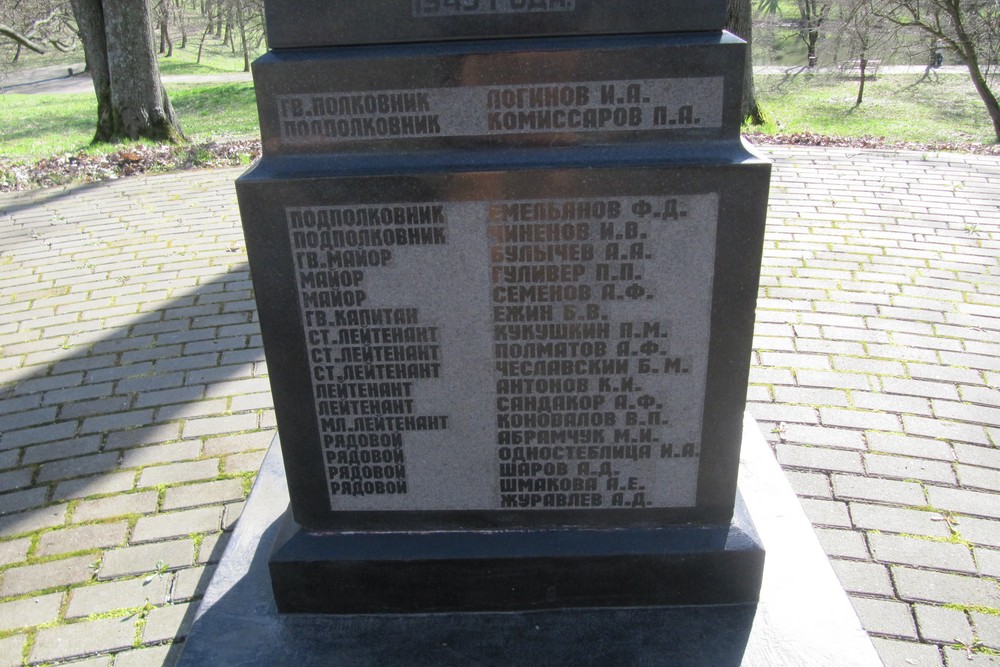 1945 ГОДА.
ГВ.ПОЛКОВНИК ЛОГИНОВ И.А.
ПОДПОЛКОВНИК КОМИССАРОВ П.А.
ПОДПОЛКОВНИК ЕМЕЛЬЯНОВ Ф.Д.
ПОДПОЛКОВНИК ЧИНЕНОВ И.В.
ГВ.МАЙОР БУЛЫЧЕВ А.А.
МАЙОР ГУЛИВЕР П.П.
МАЙОР СЕМЕНОВ А.Ф.
ГВ.КАПИТАН ЕЖИН Б.В.
СТ.ЛЕЙТЕНАНТ КУКУШКИН П.М.
СТ.ЛЕЙТЕНАНТ ПОЛМАТОВ А.Ф.
СТ.ЛЕЙТЕНАНТ ЧЕСЛАВСКИЙ Б.М.
ЛЕЙТЕНАНТ АНТОНОВ К.И.
ЛЕЙТЕНАНТ САНДАКОР А.Ф.
МЛ.ЛЕЙТЕНАНТ КОНОВАЛОВ В.П.
РЯДОВОЙ АБРАМЧУК М.И.
РЯДОВОЙ ОДНОСТЕБЛИЦА И.А.
РЯДОВОЙ ШАРОВ А.Д.
РЯДОВОЙ ШМАКОВА А.Е.
ЖУРАВЛЕВ А.Д.